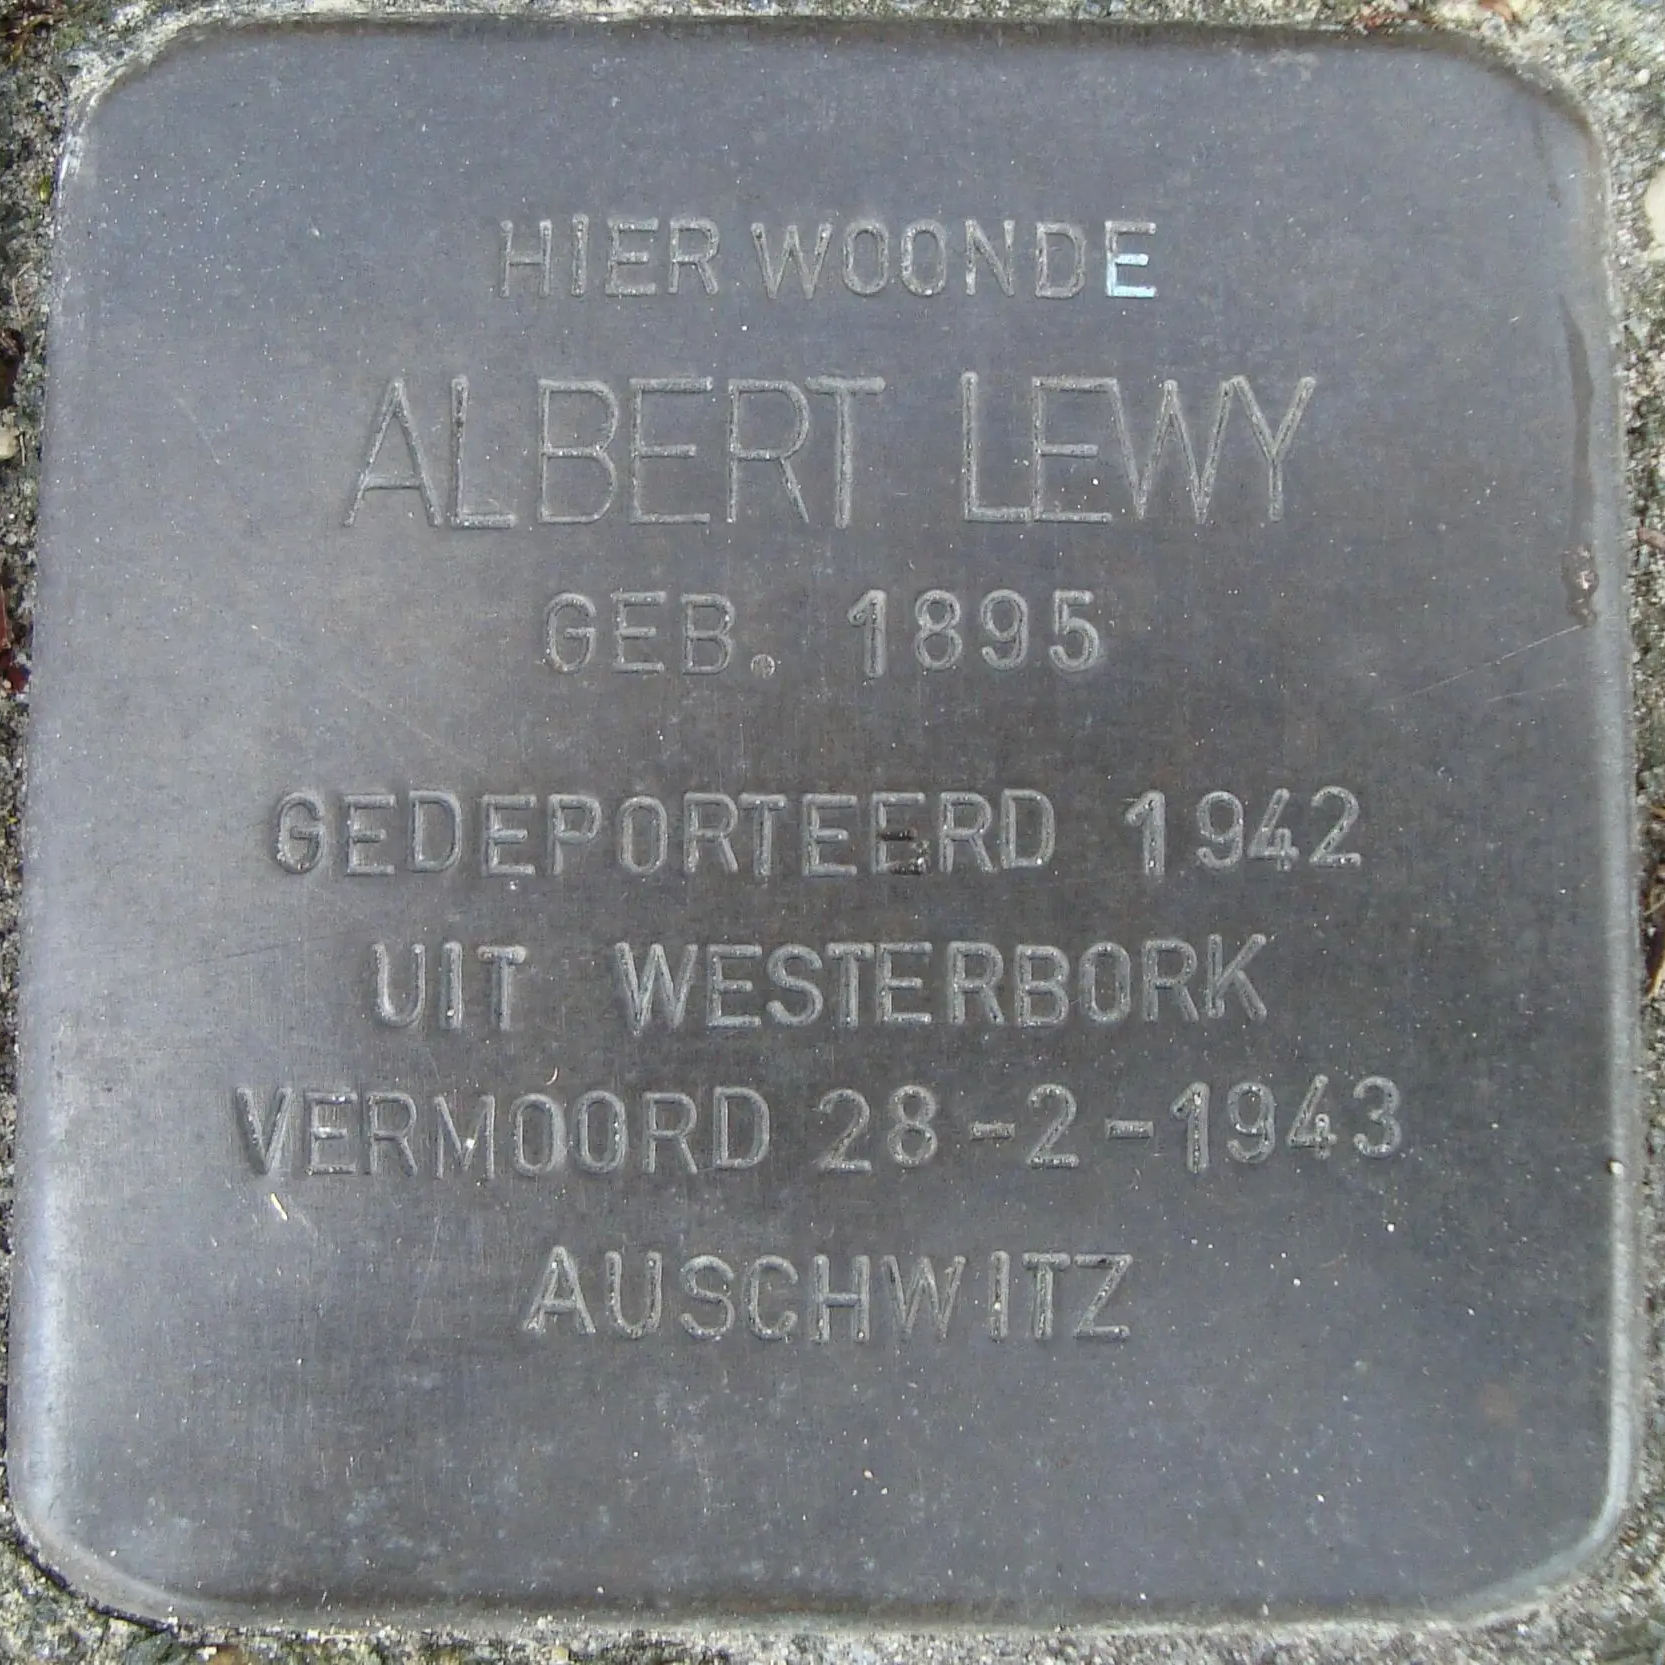 HIER WOONDE
ALBERT LEWY
GEB. 1895
GEDEPORTEERD 1942
UIT WESTERBORK
VERMOORD 28-2-1943
AUSCHWITZ